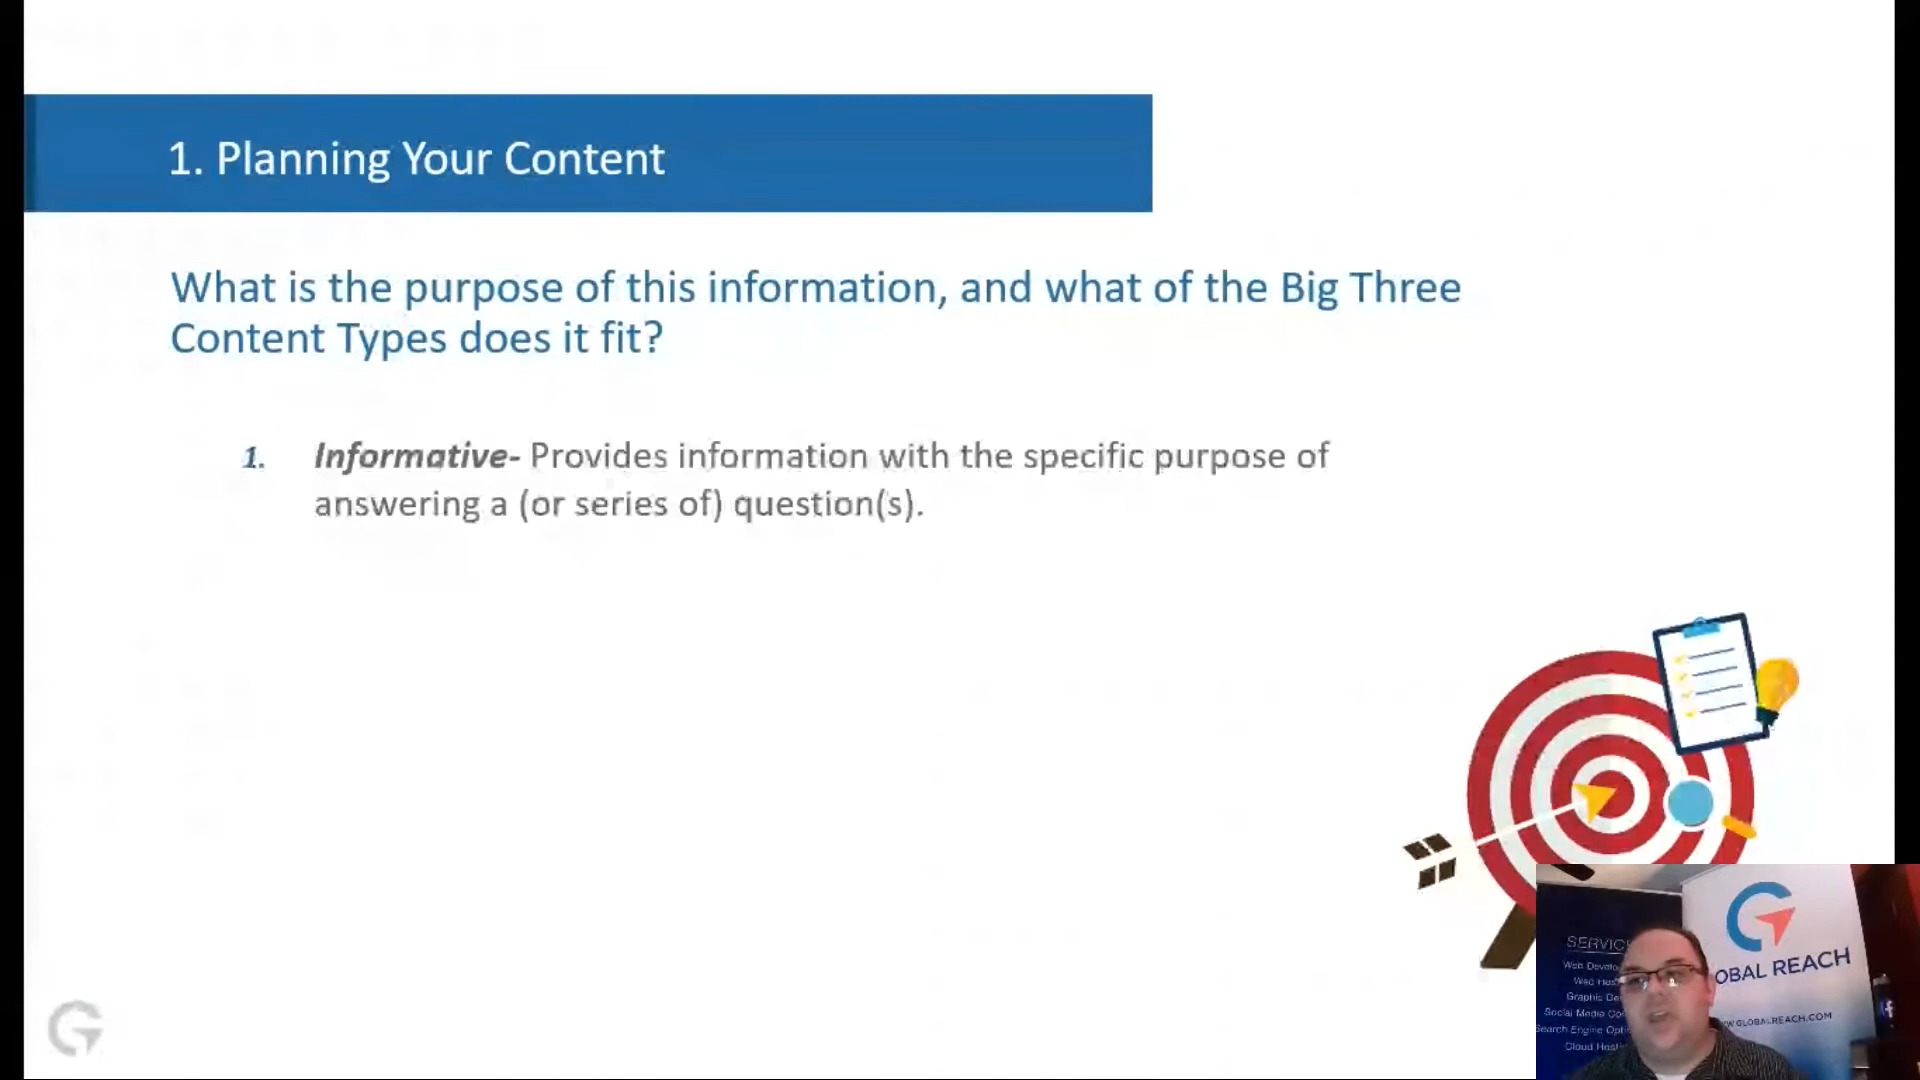 1. Planning Your Content
What is the purpose of this information, and what of the Big Three
Content Types does it fit?
1. Informative- Provides information with the specific purpose of
answering a (or series of) question(s).
SERVIC
Web Develo
Web Hos
Graphic De
Social Media Co
Search Engine Opti
Cloud Hosti
OBAL REACH
WW.GLOBALREACH.COM